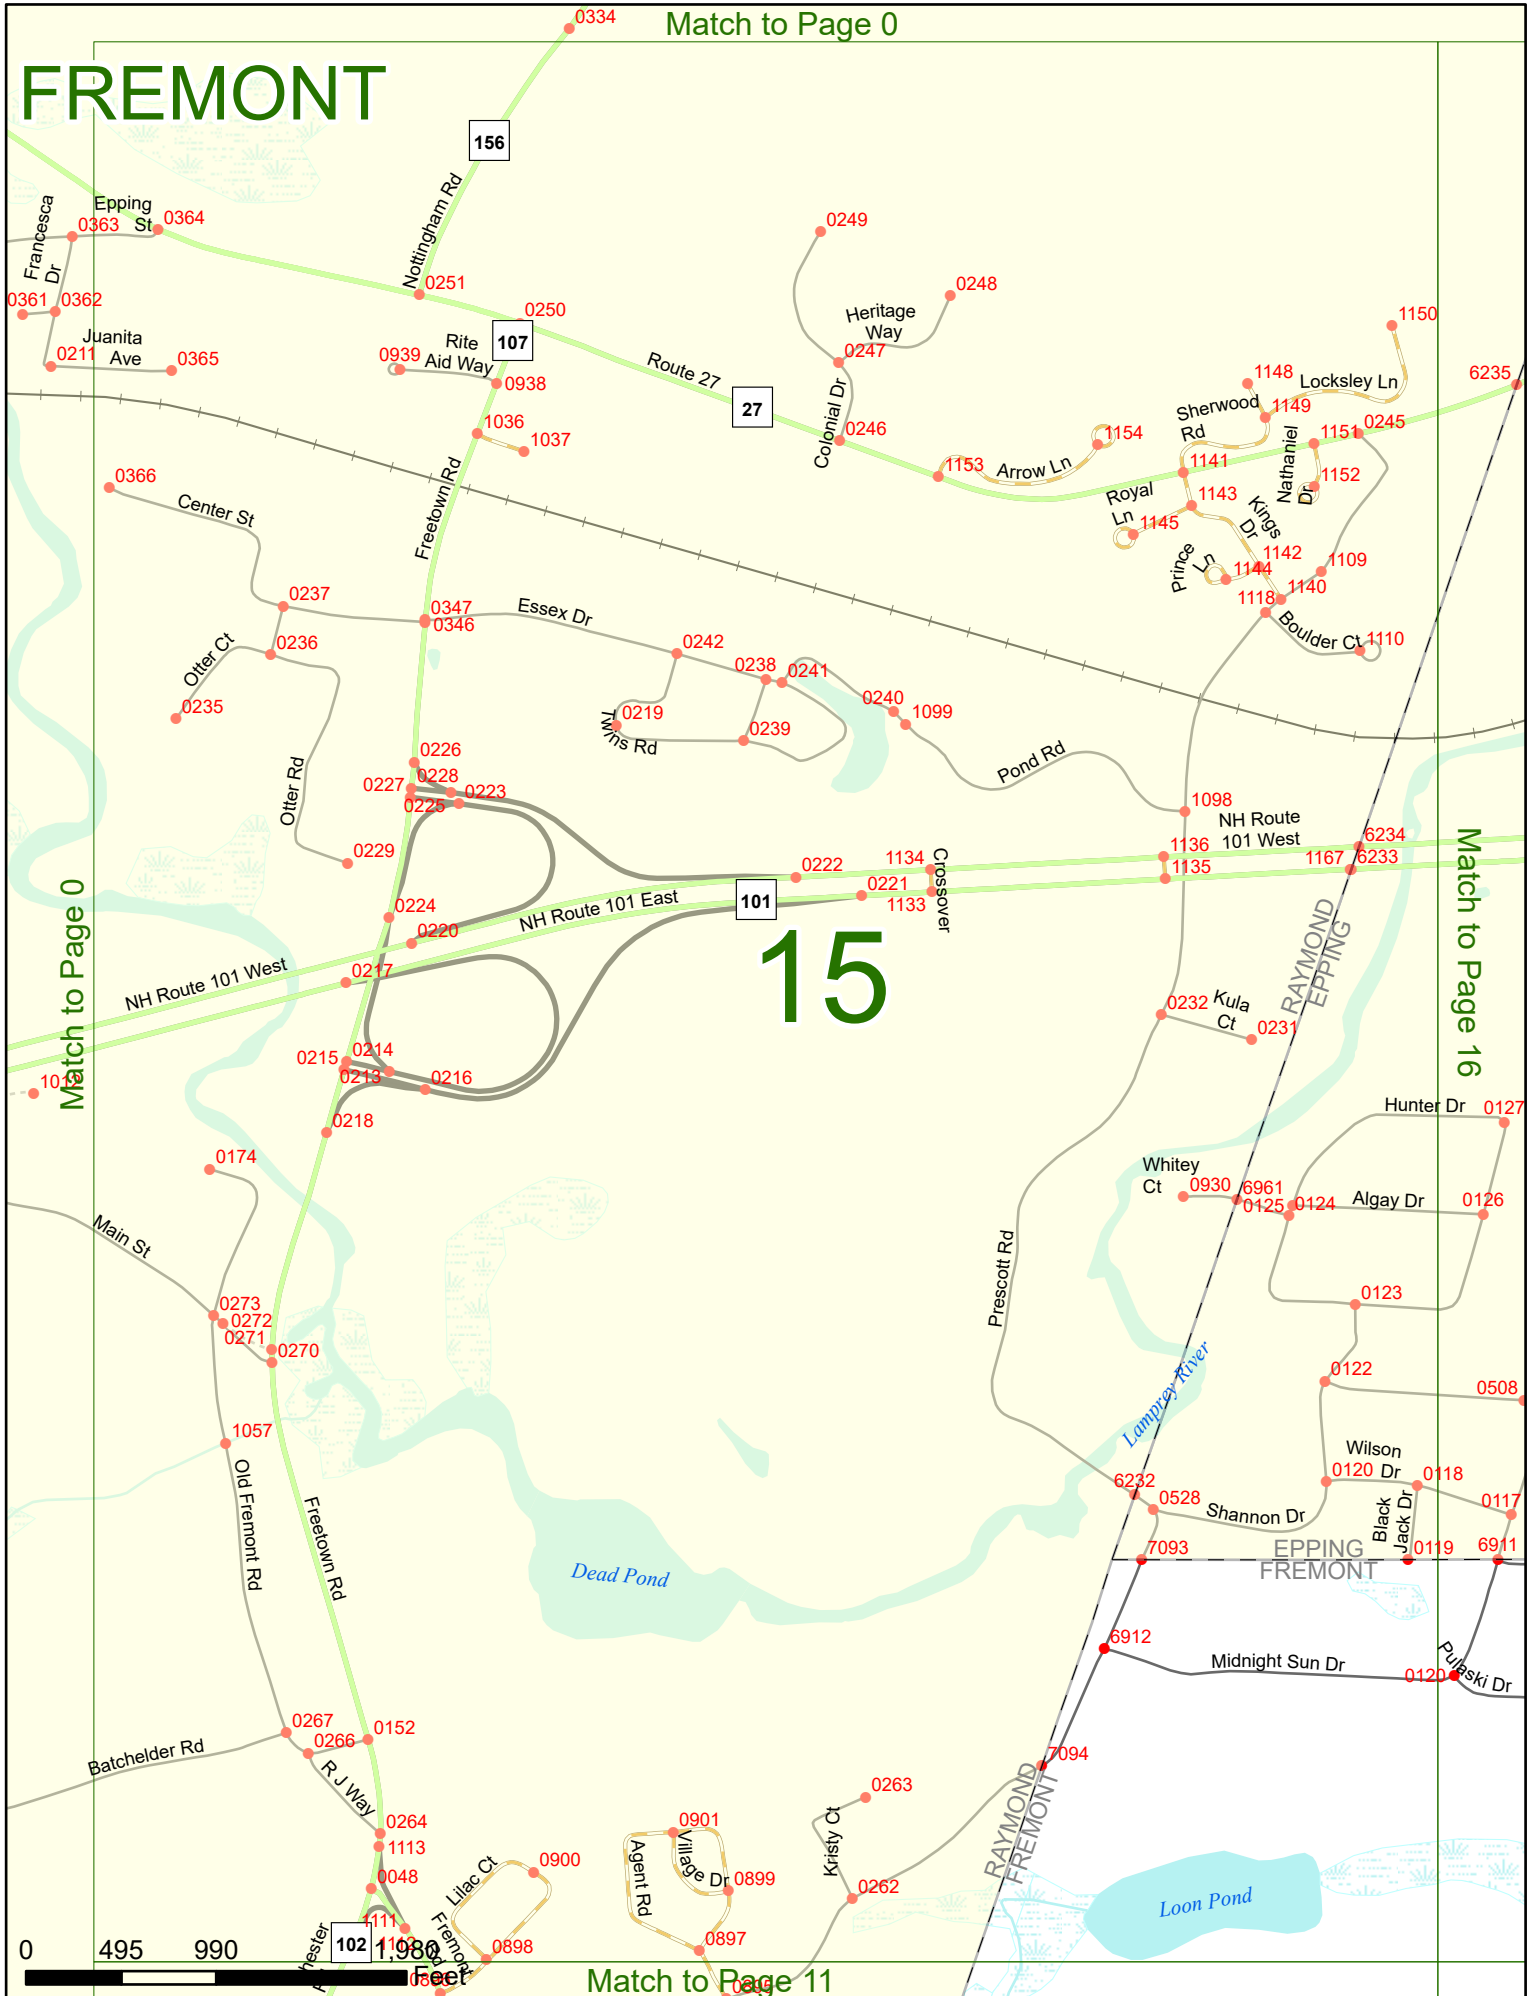 0334
Match to Page 0
FREMONT
156
Nottingham Rd
Epping
St
0364
0363
Francesca
Dr
0249
0251
0248
0361
0362
0250
Heritage
Way
1150
Juanita
Ave
0211
0365
0939
Rite
Aid Way
107
0938
0247
Route 27
27
Colonial Dr
0246
1148
Locksley Ln
6235
Sherwood
Rd
1149
1036
1037
Nathaniel
Dr
1151
0245
1154
1153
Arrow Ln
1141
1152
0366
Center St
Freetown Rd
Royal
Ln
1143
Kings
Dr
1145
Prince
Ln
1142
1144
1109
1140
1118
0237
0347
0346
Essex Dr
Boulder Ct
1110
Otter Ct
0236
0242
0238
0241
0235
0219
Twins Rd
0239
0240
1099
Pond Rd
0226
0228
0227
0223
0225
Otter Rd
0229
1098
NH Route
101 West
6234
1136
1134
Crossover
1167
6233
1135
0222
0221
1133
101
NH Route 101 East
0224
0220
Match to Page 0
Match to Page 16
15
RAYMOND
EPPING
NH Route 101 West
0217
0232
Kula
Ct
0231
0215
0214
0213
0216
1012
0218
Hunter Dr
0127
0174
Whitey
Ct
0930
6961
0125
0124
Algay Dr
0126
Main St
Prescott Rd
0273
0272
0271
0270
0123
Lamprey River
0122
0508
1057
Old Fremont Rd
Freetown Rd
Wilson
Dr
0120
0118
6232
0528
Shannon Dr
Black
Jack Dr
0117
7093
EPPING
FREMONT
0119
6911
Dead Pond
6912
Midnight Sun Dr
0120
Pulaski Dr
0267
0152
0266
Batchelder Rd
R J Way
7094
RAYMOND
FREMONT
0263
0264
1113
0901
Kristy Ct
Agent Rd
Village Dr
0900
Lilac Ct
0048
0899
0262
Loon Pond
1111
1112
Fremont
Rd
hester
102
0898
0897
0 495 990 1,980
Feet
Match to Page 11
0895